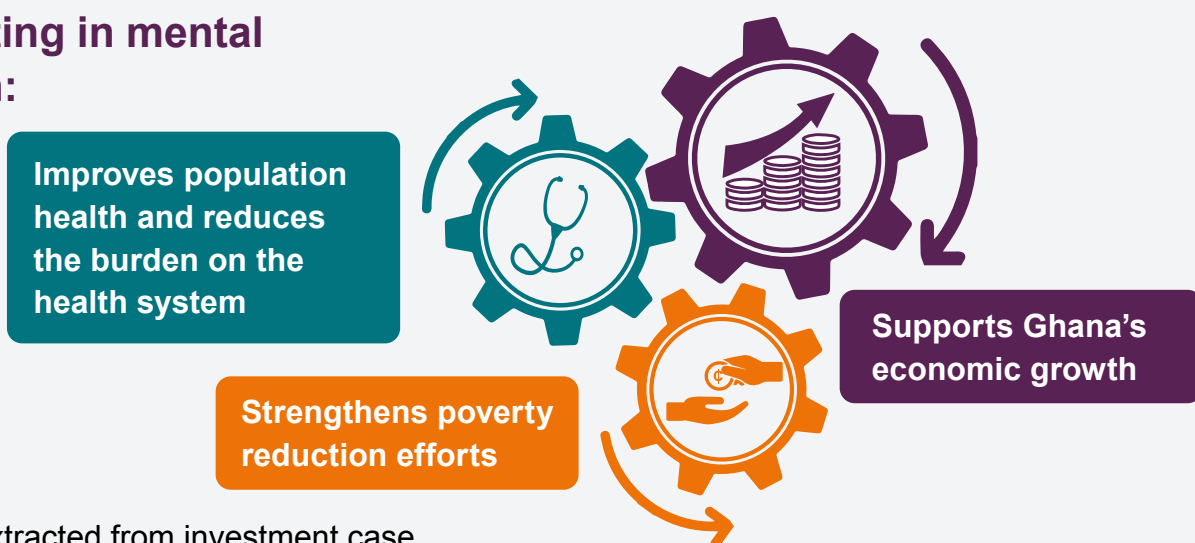 ting in mental
:
Improves population
health and reduces
the burden on the
health system
Supports Ghana’s
economic growth
Strengthens poverty
reduction efforts
xtracted from investment case
¢